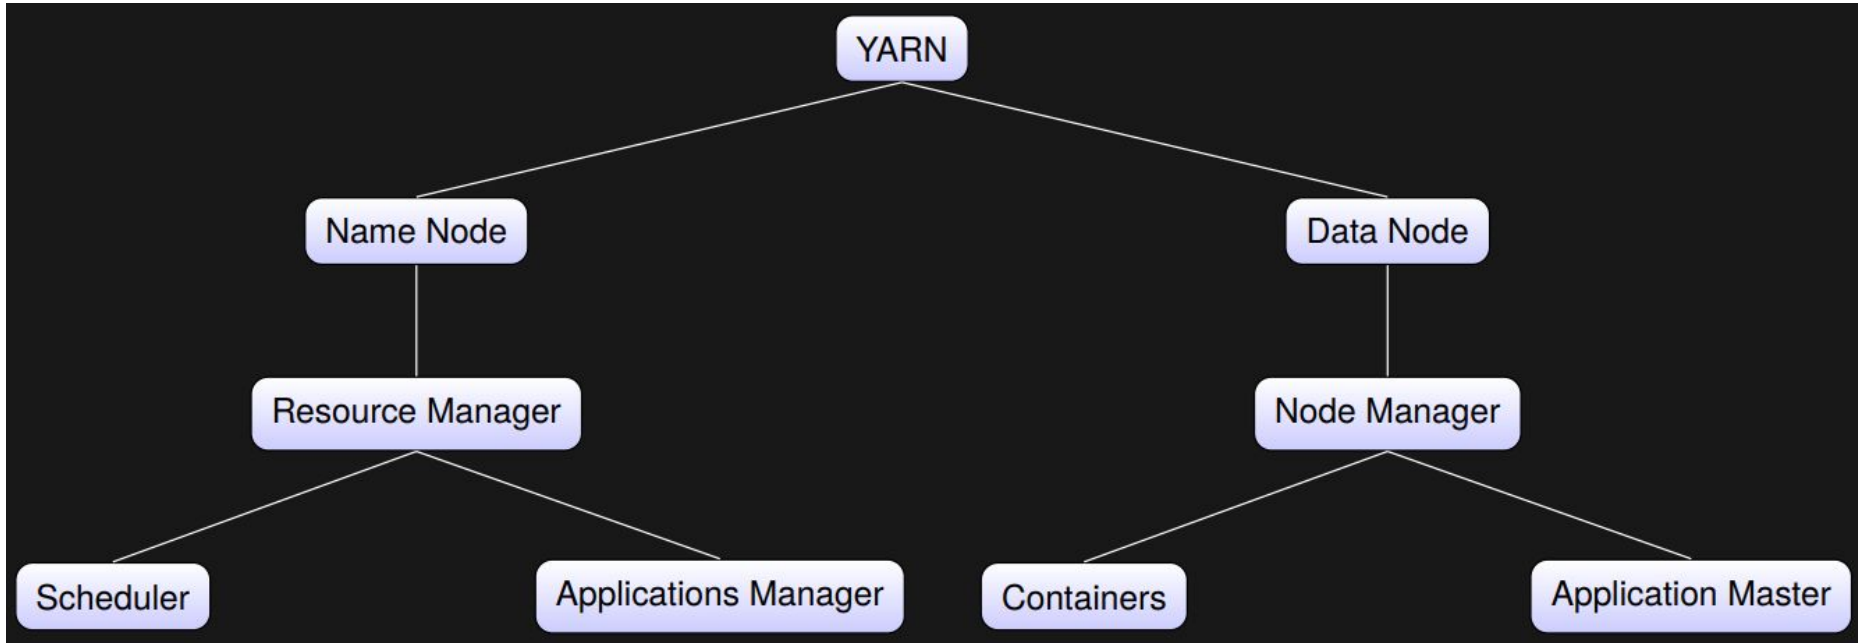 YARN
Name Node
Data Node
Resource Manager
Node Manager
Scheduler
Applications Manager
Containers
Application Master